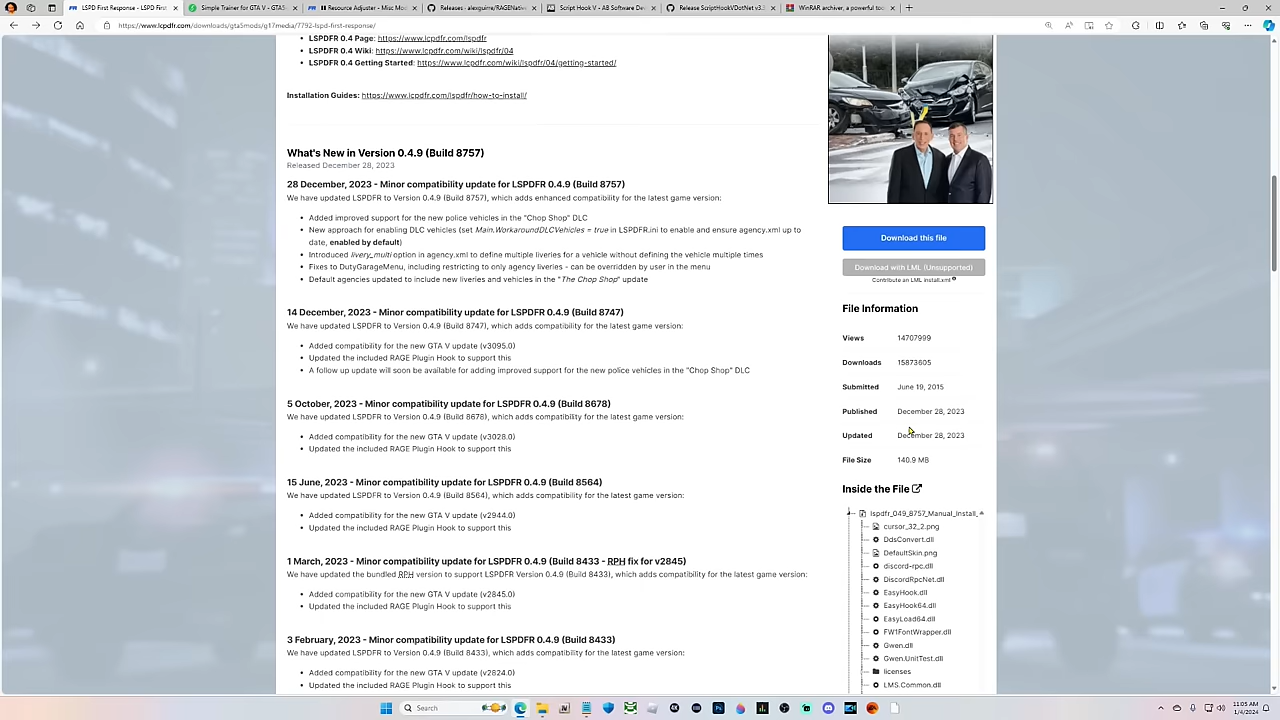 LSPD First Response - LSPD First
Simple Trainer for GTA V - GTA5
Resource Adjuster - Misc Mod
Releases - alexguirre/RAGENative
Script Hook V - AB Software Dev
Release ScriptHookVDotNet v3.
WinRAR archiver, a powerful too
https://www.lcpdfr.com/downloads/gta5mods/g17media/7792-lspd-first-response/
LSPDFR 0.4 Page: https://www.lcpdfr.com/lspdfr
LSPDFR 0.4 Wiki: https://www.lcpdfr.com/wiki/lspdfr/04
LSPDFR 0.4 Getting Started: https://www.lcpdfr.com/wiki/lspdfr/04/getting-started/
Installation Guides: https://www.lcpdfr.com/lspdfr/how-to-install/
What's New in Version 0.4.9 (Build 8757)
Released December 28, 2023
28 December, 2023 - Minor compatibility update for LSPDFR 0.4.9 (Build 8757)
We have updated LSPDFR to Version 0.4.9 (Build 8757), which adds enhanced compatibility for the latest game version:
Added improved support for the new police vehicles in the "Chop Shop" DLC
New approach for enabling DLC vehicles (set Main.WorkaroundDLCVehicles = true in LSPDFR.ini to enable and ensure agency.xml up to
date, enabled by default)
Introduced livery_multi option in agency.xml to define multiple liveries for a vehicle without defining the vehicle multiple times
Fixes to DutyGarageMenu, including restricting to only agency liveries - can be overridden by user in the menu
Default agencies updated to include new liveries and vehicles in the "The Chop Shop" update
14 December, 2023 - Minor compatibility update for LSPDFR 0.4.9 (Build 8747)
We have updated LSPDFR to Version 0.4.9 (Build 8747), which adds compatibility for the latest game version:
Added compatibility for the new GTA V update (v3095.0)
Updated the included RAGE Plugin Hook to support this
A follow up update will soon be available for adding improved support for the new police vehicles in the "Chop Shop" DLC
5 October, 2023 - Minor compatibility update for LSPDFR 0.4.9 (Build 8678)
We have updated LSPDFR to Version 0.4.9 (Build 8678), which adds compatibility for the latest game version:
Added compatibility for the new GTA V update (v3028.0)
Updated the included RAGE Plugin Hook to support this
15 June, 2023 - Minor compatibility update for LSPDFR 0.4.9 (Build 8564)
We have updated LSPDFR to Version 0.4.9 (Build 8564), which adds compatibility for the latest game version:
Added compatibility for the new GTA V update (v2944.0)
Updated the included RAGE Plugin Hook to support this
1 March, 2023 - Minor compatibility update for LSPDFR 0.4.9 (Build 8433 - RPH fix for v2845)
We have updated the bundled RPH version to support LSPDFR Version 0.4.9 (Build 8433), which adds compatibility for the latest game version:
Added compatibility for the new GTA V update (v2845.0)
Updated the included RAGE Plugin Hook to support this
3 February, 2023 - Minor compatibility update for LSPDFR 0.4.9 (Build 8433)
We have updated LSPDFR to Version 0.4.9 (Build 8433), which adds compatibility for the latest game version:
Added compatibility for the new GTA V update (v2824.0)
Updated the included RAGE Plugin Hook to support this
Download this file
Download with LML (Unsupported)
Contribute an LML install.xml
File Information
Views 14707999
Downloads 15873605
Submitted June 19, 2015
Published December 28, 2023
Updated December 28, 2023
File Size 140.9 MB
Inside the File
lspdfr_049_8757_Manual_Install_
cursor_32_2.png
DdsConvert.dll
DefaultSkin.png
discord-rpc.dll
DiscordRpcNet.dll
EasyHook.dll
EasyHook64.dll
EasyLoad64.dll
FW1FontWrapper.dll
Gwen.dll
Gwen.UnitTest.dll
licenses
LMS.Common.dll
Search
11:05 AM
1/4/2024